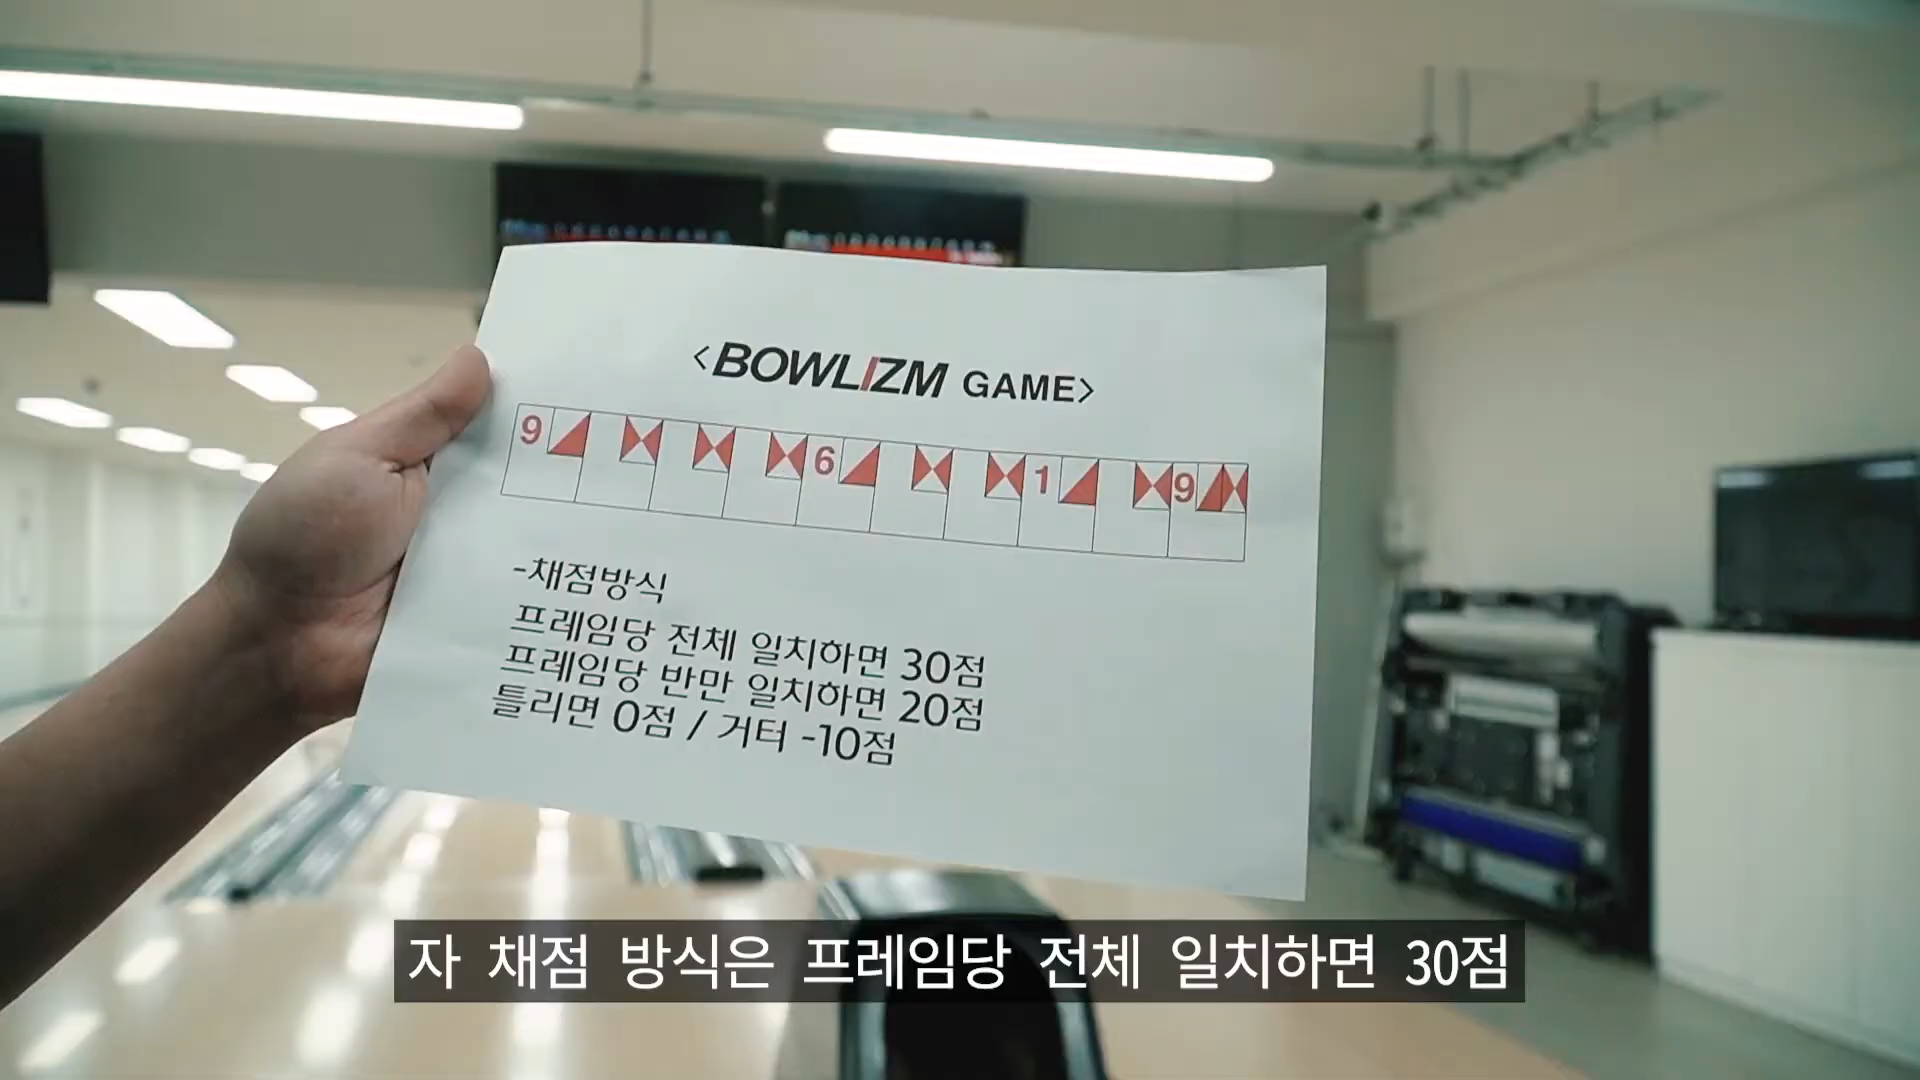 <BOWLIZM GAME>
9 6 1 9
-채점방식
프레임당 전체 일치하면 30점
프레임당 반만 일치하면 20점
틀리면 0점 / 거터 -10점
자 채점 방식은 프레임당 전체 일치하면 30점